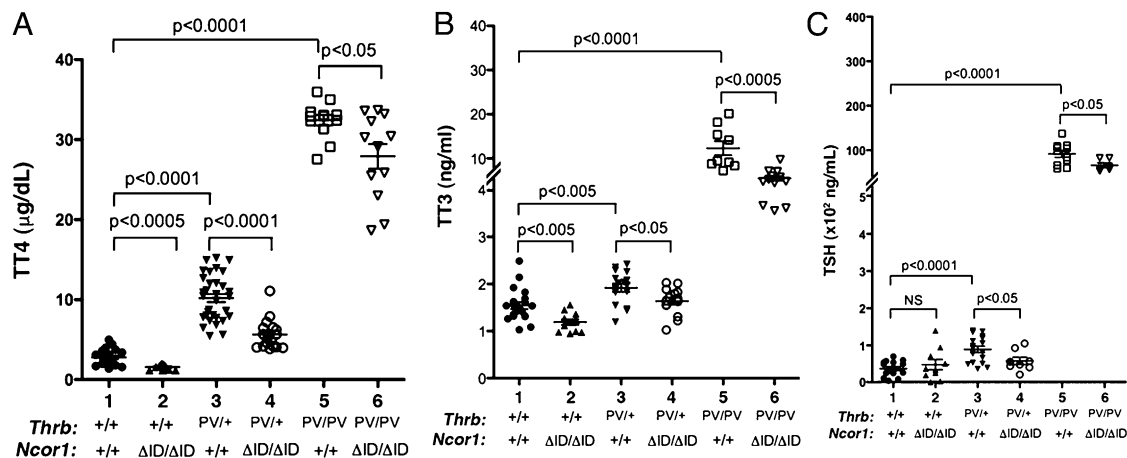 A
p<0.0001
p<0.05
p<0.0001
p<0.0005
p<0.0001
TT4 (μg/dL)
40
30
20
10
0
1 2 3 4 5 6
Thrb: +/+ +/+ PV/+ PV/+ PV/PV PV/PV
Ncor1: +/+ ΔID/ΔID +/+ ΔID/ΔID +/+ ΔID/ΔID
B
p<0.0001
p<0.0005
p<0.005
p<0.005
p<0.05
TT3 (ng/ml)
40
30
20
10
4
3
2
1
0
1 2 3 4 5 6
Thrb: +/+ +/+ PV/+ PV/+ PV/PV PV/PV
Ncor1: +/+ ΔID/ΔID +/+ ΔID/ΔID +/+ ΔID/ΔID
C
p<0.0001
p<0.05
p<0.0001
NS
p<0.05
TSH (x10² ng/mL)
400
300
200
100
5
4
3
2
1
0
1 2 3 4 5 6
Thrb: +/+ +/+ PV/+ PV/+ PV/PV PV/PV
Ncor1: +/+ ΔID/ΔID +/+ ΔID/ΔID +/+ ΔID/ΔID